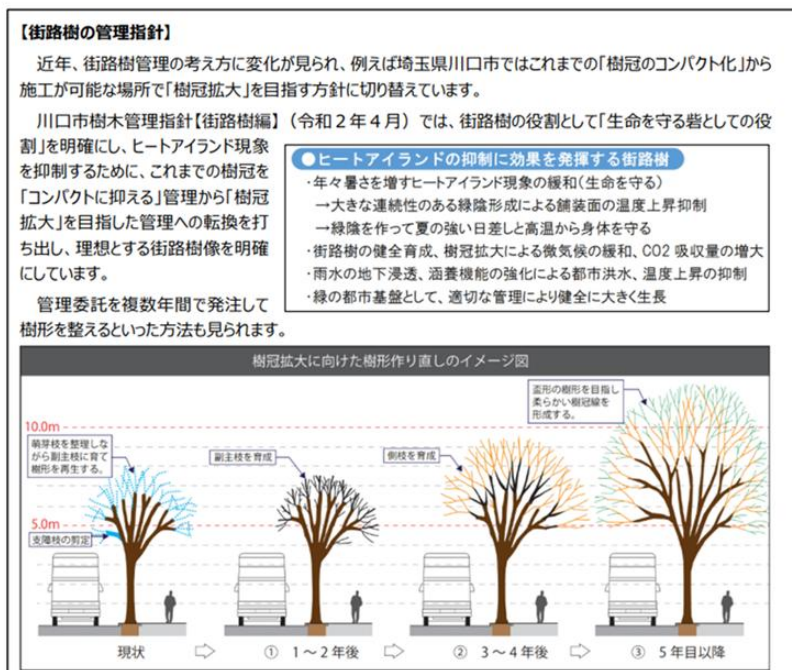 【街路樹の管理指針】
近年、街路樹管理の考え方に変化が見られ、例えば埼玉県川口市ではこれまでの「樹冠のコンパクト化」から
施工が可能な場所で「樹冠拡大」を目指す方針に切り替えています。
川口市樹木管理指針【街路樹編】（令和２年４月）では、街路樹の役割として「生命を守る砦としての役
割」を明確にし、ヒートアイランド現象
を抑制するために、これまでの樹冠を
「コンパクトに抑える」管理から「樹冠
拡大」を目指した管理への転換を打
ち出し、理想とする街路樹像を明確
にしています。
管理委託を複数年間で発注して
樹形を整えるといった方法も見られます。
●ヒートアイランドの抑制に効果を発揮する街路樹
・年々暑さを増すヒートアイランド現象の緩和（生命を守る）
→大きな連続性のある緑陰形成による舗装面の温度上昇抑制
→緑陰を作って夏の強い日差しと高温から身体を守る
・街路樹の健全育成、樹冠拡大による微気候の緩和、CO2 吸収量の増大
・雨水の地下浸透、涵養機能の強化による都市洪水、温度上昇の抑制
・緑の都市基盤として、適切な管理により健全に大きく生長
樹冠拡大に向けた樹形作り直しのイメージ図
10.0m
5.0m
萌芽枝を整理しな
がら副主枝に育て
樹形を再生する。
支障枝の剪定
副主枝を育成
側枝を育成
盃形の樹形を目指し
柔らかい樹冠線を
形成する。
現状
① 1～2年後
② 3～4年後
③ 5年目以降